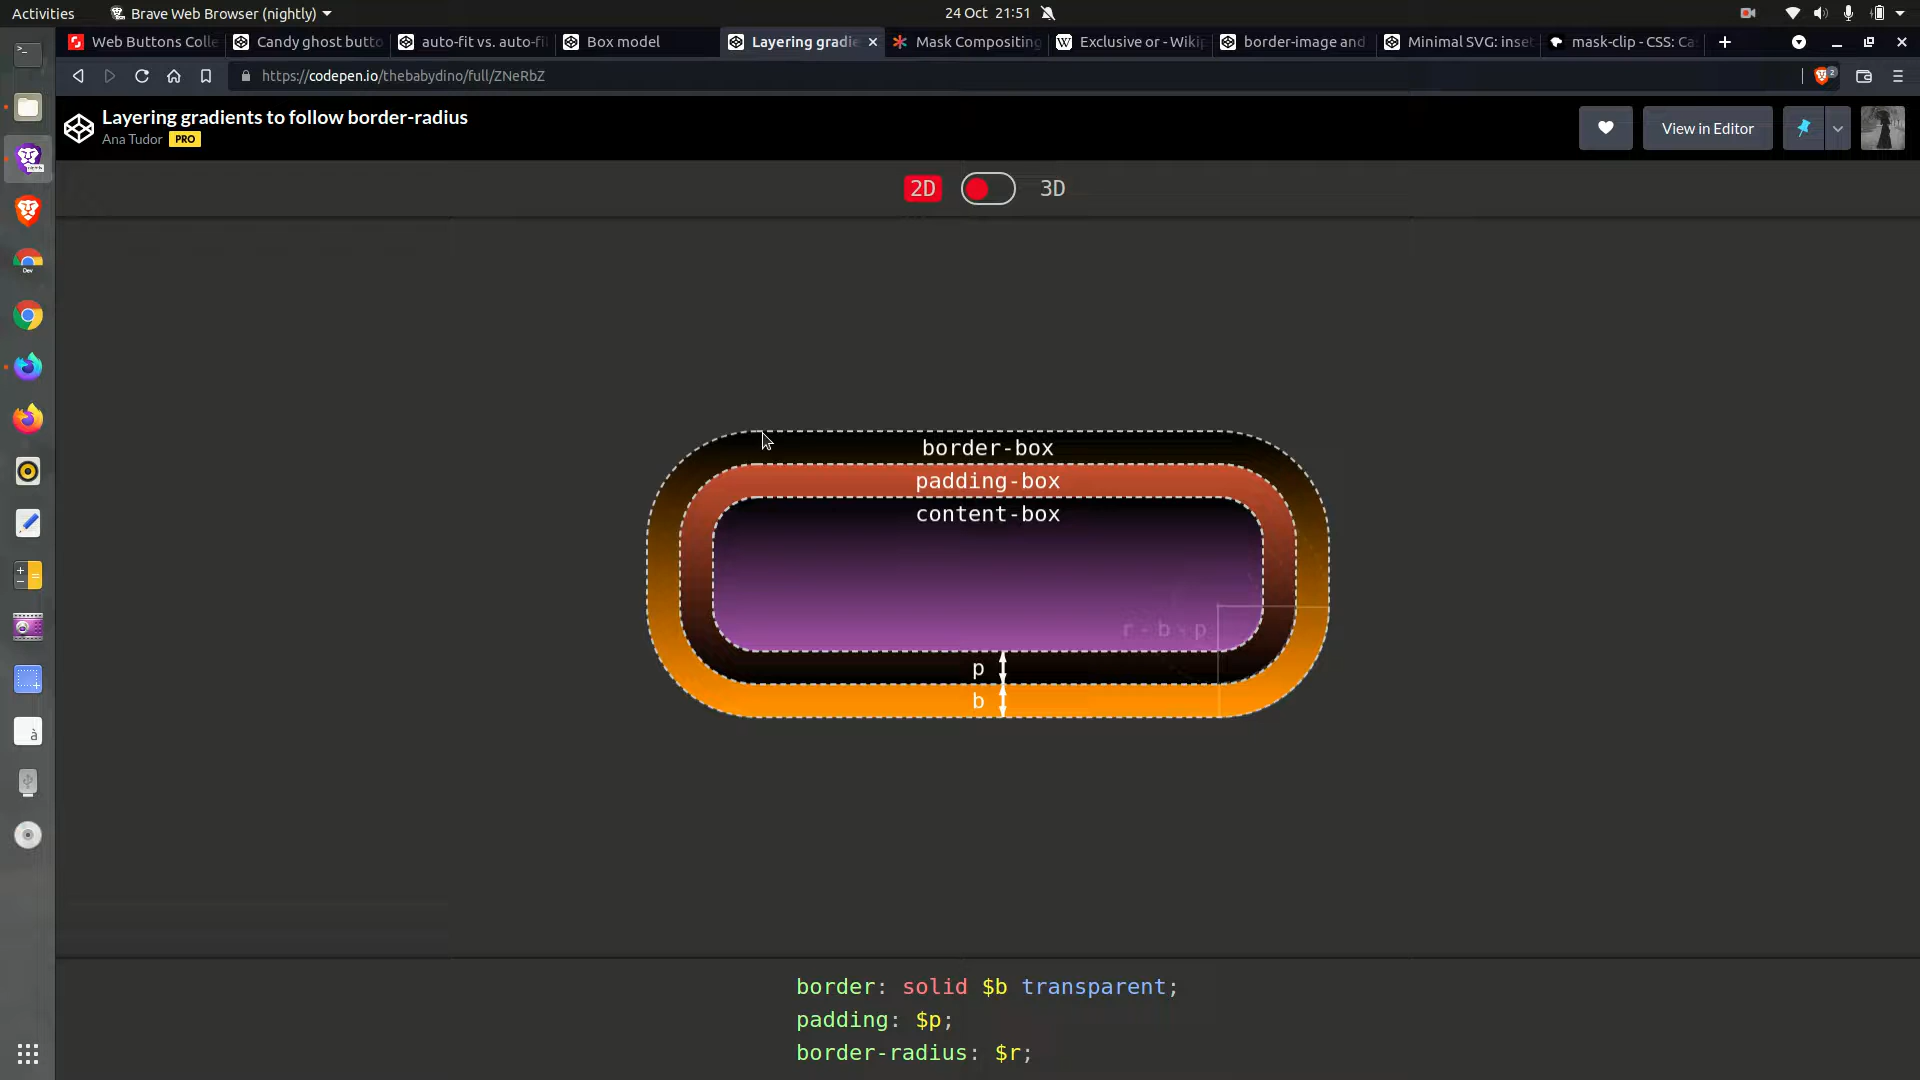 Activities
Brave Web Browser (nightly)
24 Oct 21:51
Web Buttons Colle
Candy ghost butto
auto-fit vs. auto-fi
Box model
Layering gradie
Mask Compositing
Exclusive or - Wiki
border-image and
Minimal SVG: inset
mask-clip - CSS: Ca
https://codepen.io/thebabydino/full/ZNeRbZ
2
Layering gradients to follow border-radius
Ana Tudor PRO
View in Editor
2D
3D
border-box
padding-box
content-box
r - b - p
p
b
border: solid $b transparent;
padding: $p;
border-radius: $r;
Dev
à